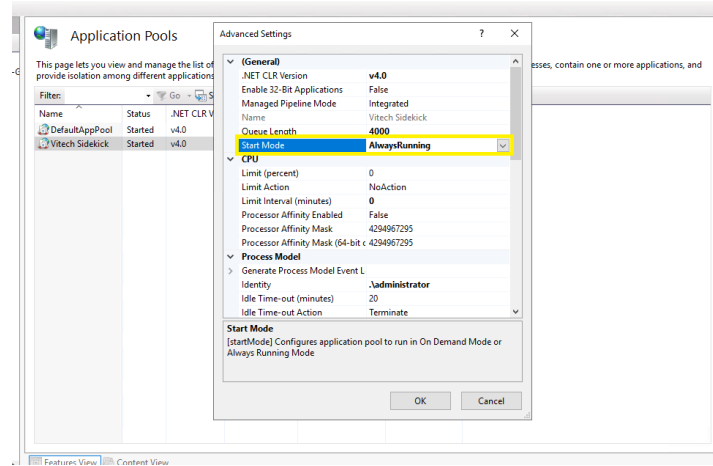 Application Pools
This page lets you view and manage the list of
provide isolation among different applications
esses, contain one or more applications, and
-G
Filter: Go S
Name Status .NET CLR V
DefaultAppPool Started v4.0
Vitech Sidekick Started v4.0
Advanced Settings ? X
(General)
.NET CLR Version v4.0
Enable 32-Bit Applications False
Managed Pipeline Mode Integrated
Name Vitech Sidekick
Queue Length 4000
Start Mode AlwaysRunning
CPU
Limit (percent) 0
Limit Action NoAction
Limit Interval (minutes) 0
Processor Affinity Enabled False
Processor Affinity Mask 4294967295
Processor Affinity Mask (64-bit c 4294967295
Process Model
Generate Process Model Event L
Identity .\administrator
Idle Time-out (minutes) 20
Idle Time-out Action Terminate
Start Mode
[startMode] Configures application pool to run in On Demand Mode or
Always Running Mode
OK Cancel
Features View Content View